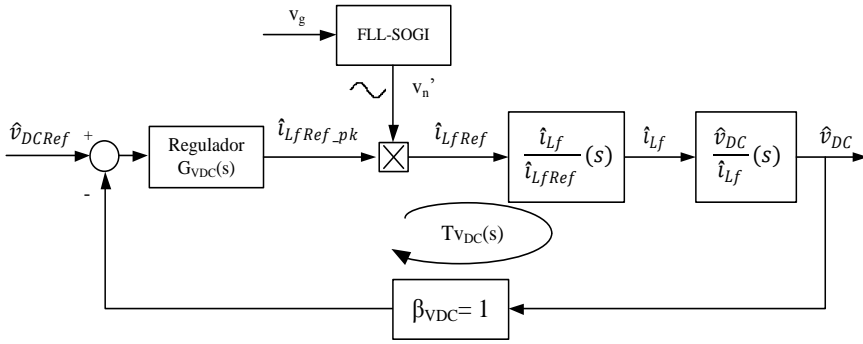 v_g
FLL-SOGI
v_n'
v̂_DCRef
+
-
Regulador
G_VDC(s)
î_LfRef_pk
î_LfRef
î_Lf
î_LfRef
(s)
î_Lf
v̂_DC
î_Lf
(s)
v̂_DC
Tv_DC(s)
β_VDC= 1